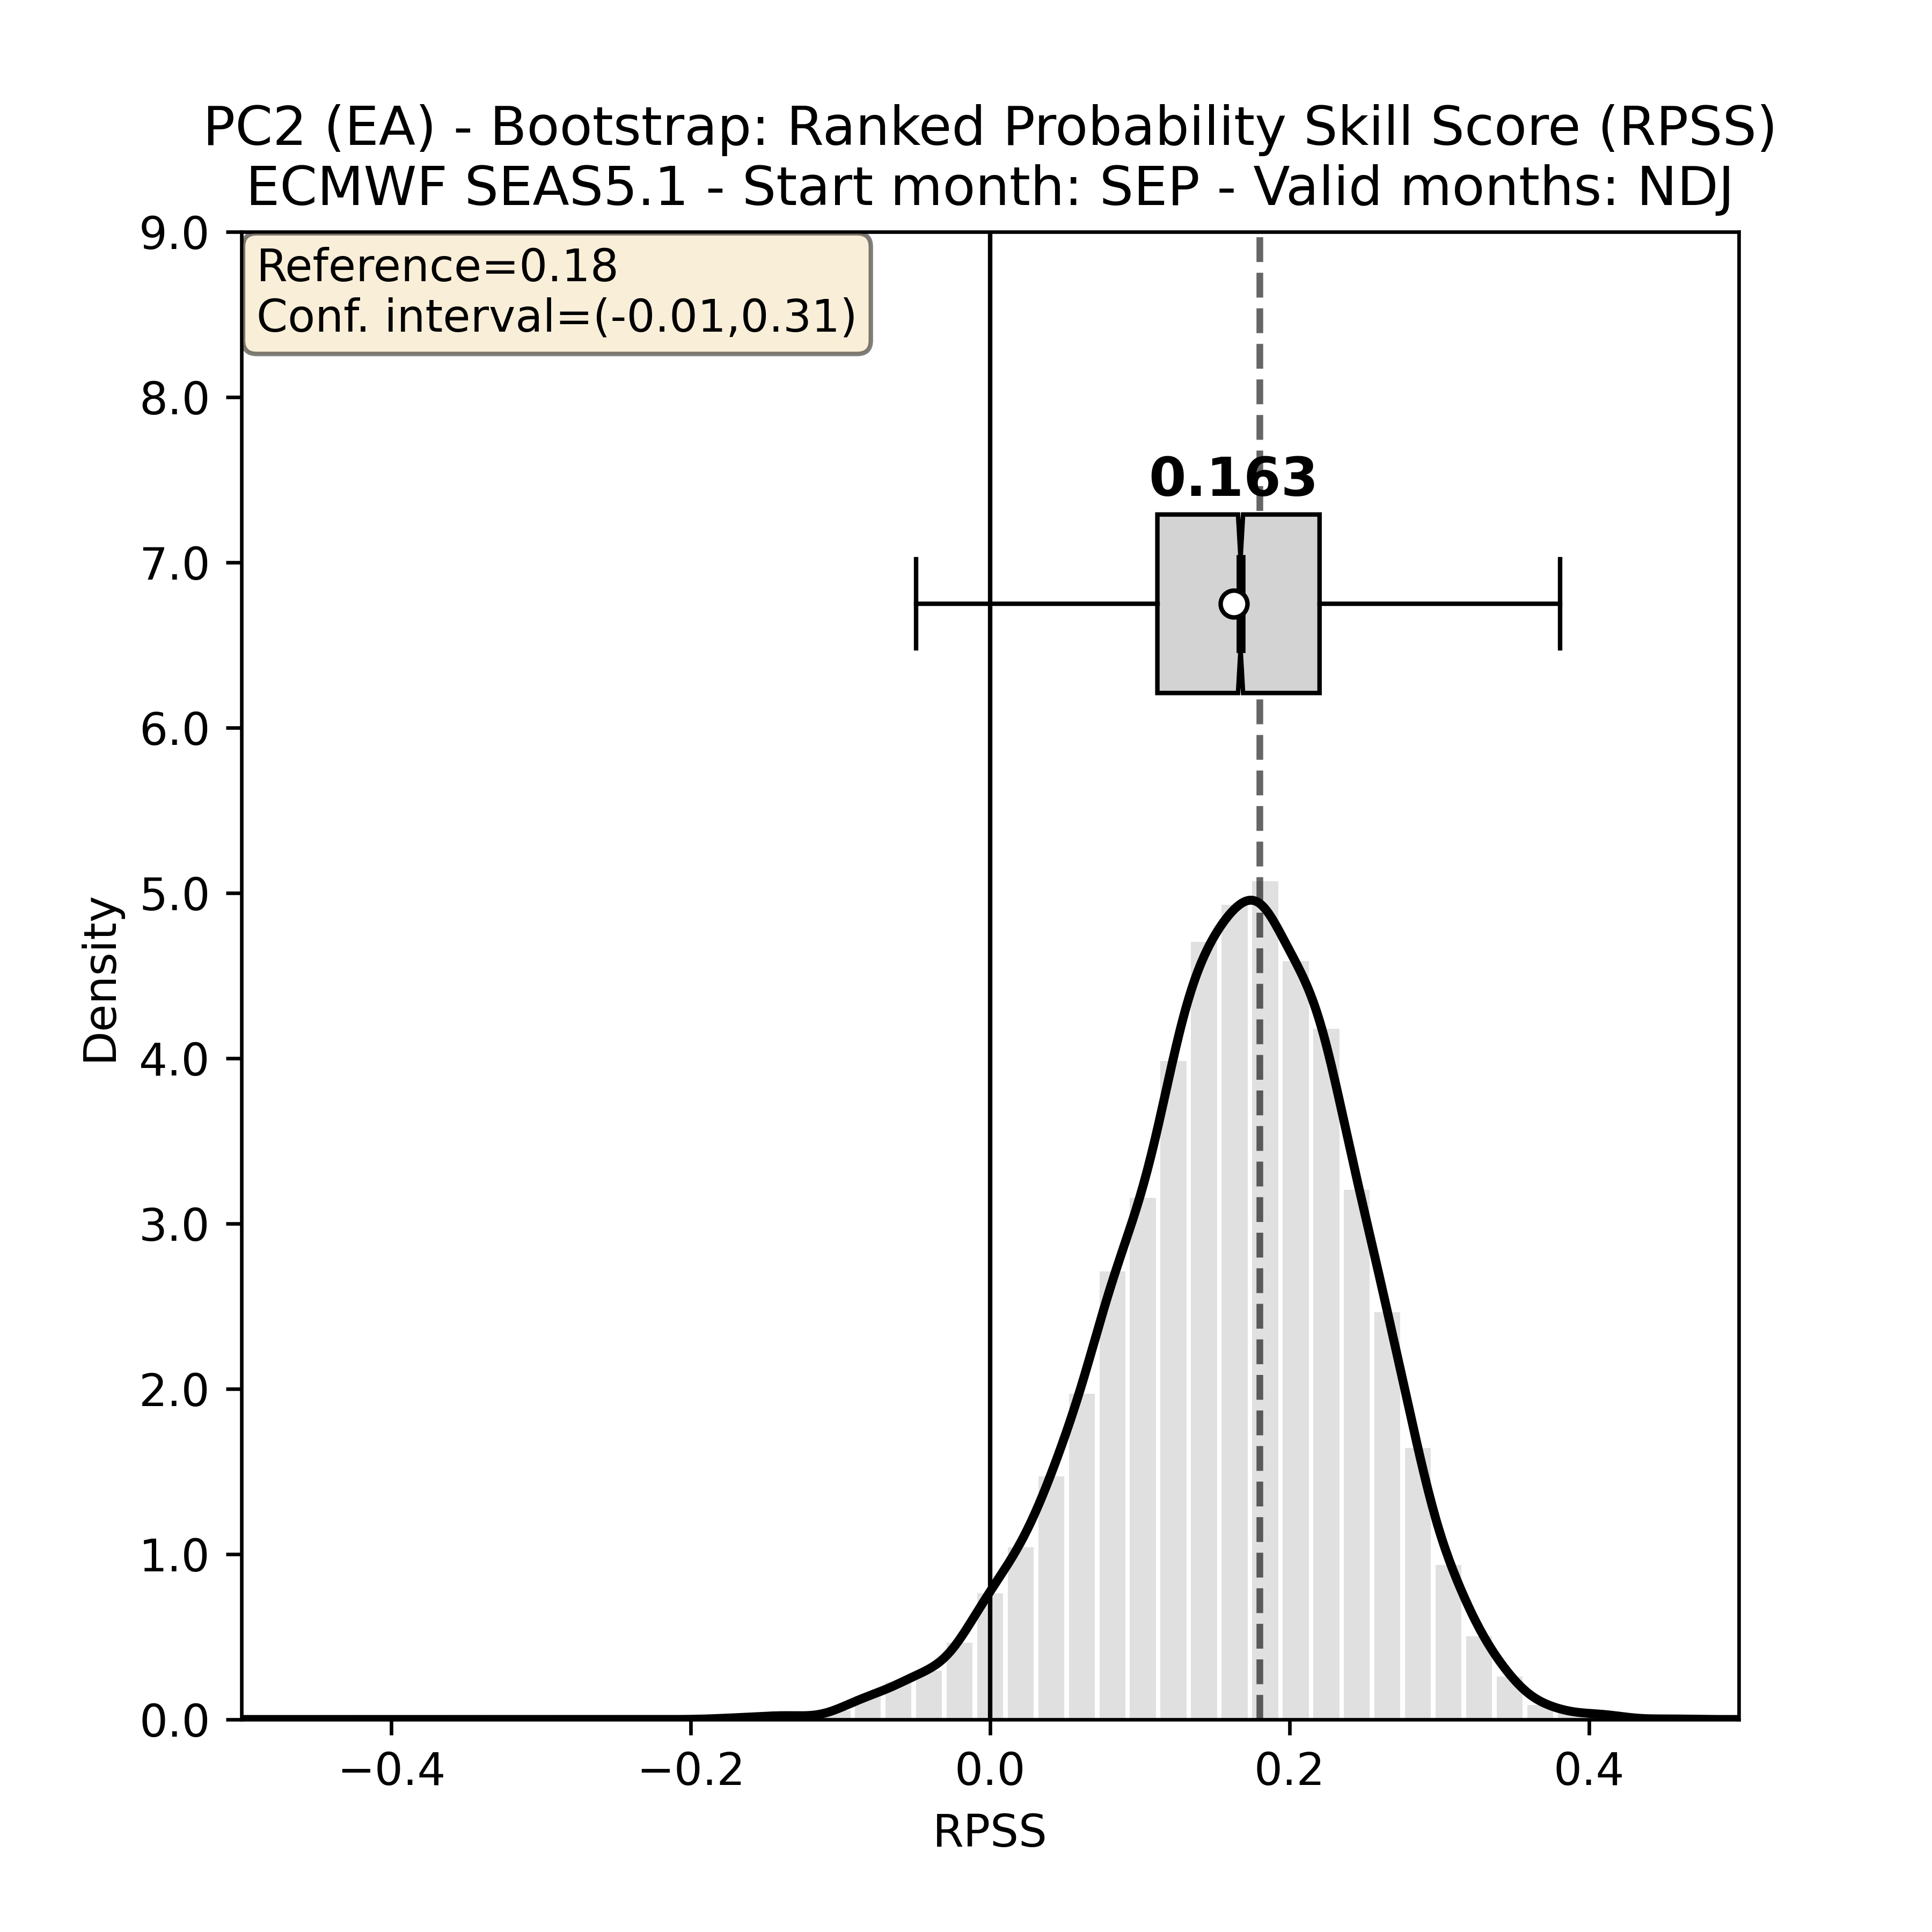 PC2 (EA) - Bootstrap: Ranked Probability Skill Score (RPSS)
ECMWF SEAS5.1 - Start month: SEP - Valid months: NDJ
Reference=0.18
Conf. interval=(-0.01,0.31)
0.163
9.0
8.0
7.0
6.0
5.0
4.0
3.0
2.0
1.0
0.0
Density
−0.4 −0.2 0.0 0.2 0.4
RPSS